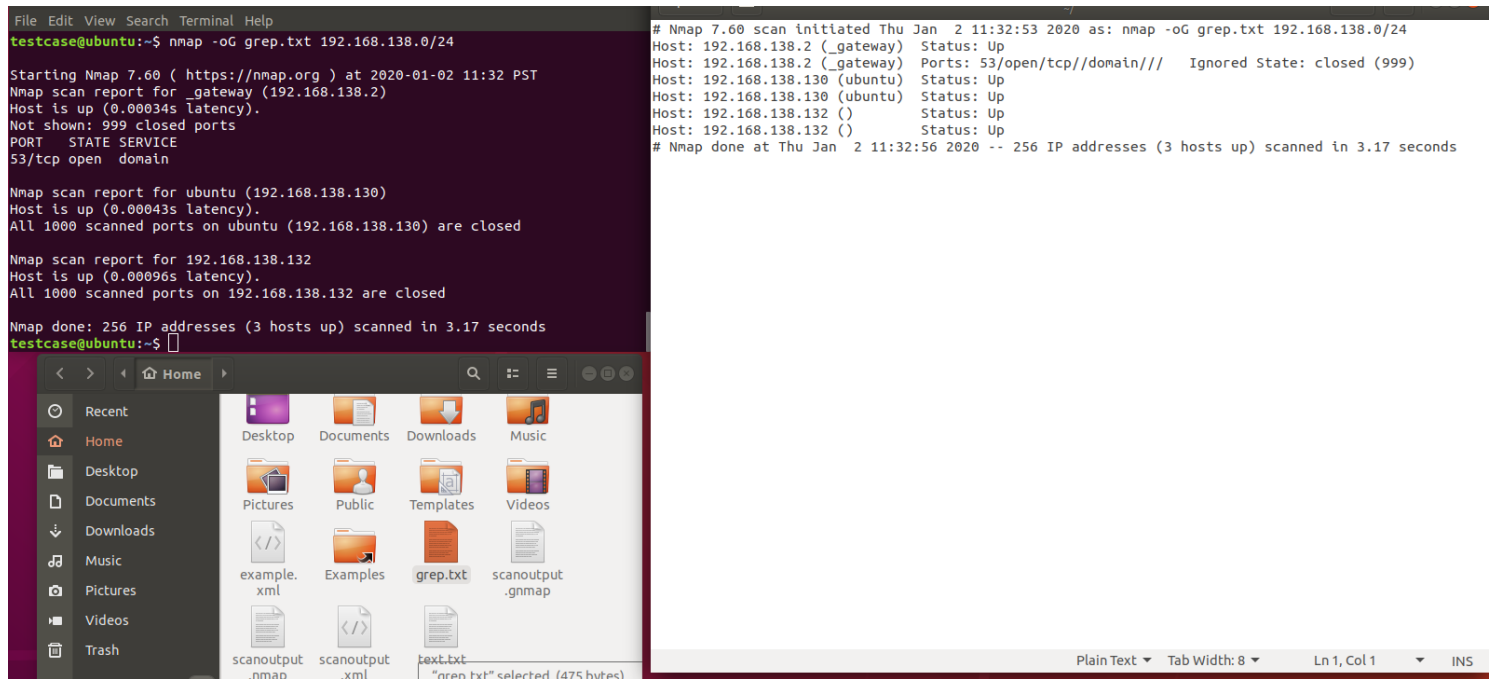 File Edit View Search Terminal Help
testcase@ubuntu:~$ nmap -oG grep.txt 192.168.138.0/24
Starting Nmap 7.60 ( https://nmap.org ) at 2020-01-02 11:32 PST
Nmap scan report for _gateway (192.168.138.2)
Host is up (0.00034s latency).
Not shown: 999 closed ports
PORT   STATE SERVICE
53/tcp open  domain
Nmap scan report for ubuntu (192.168.138.130)
Host is up (0.00043s latency).
All 1000 scanned ports on ubuntu (192.168.138.130) are closed
Nmap scan report for 192.168.138.132
Host is up (0.00096s latency).
All 1000 scanned ports on 192.168.138.132 are closed
Nmap done: 256 IP addresses (3 hosts up) scanned in 3.17 seconds
testcase@ubuntu:~$
Home
Recent
Home
Desktop
Documents
Downloads
Music
Pictures
Videos
Trash
Desktop Documents Downloads Music
Pictures Public Templates Videos
example.xml Examples grep.txt scanoutput.gnmap
scanoutput.nmap scanoutput.xml text.txt
"grep.txt" selected (475 bytes)
~/
# Nmap 7.60 scan initiated Thu Jan  2 11:32:53 2020 as: nmap -oG grep.txt 192.168.138.0/24
Host: 192.168.138.2 (_gateway)  Status: Up
Host: 192.168.138.2 (_gateway)  Ports: 53/open/tcp//domain///   Ignored State: closed (999)
Host: 192.168.138.130 (ubuntu)  Status: Up
Host: 192.168.138.130 (ubuntu)  Status: Up
Host: 192.168.138.132 ()        Status: Up
Host: 192.168.138.132 ()        Status: Up
# Nmap done at Thu Jan  2 11:32:56 2020 -- 256 IP addresses (3 hosts up) scanned in 3.17 seconds
Plain Text Tab Width: 8 Ln 1, Col 1 INS